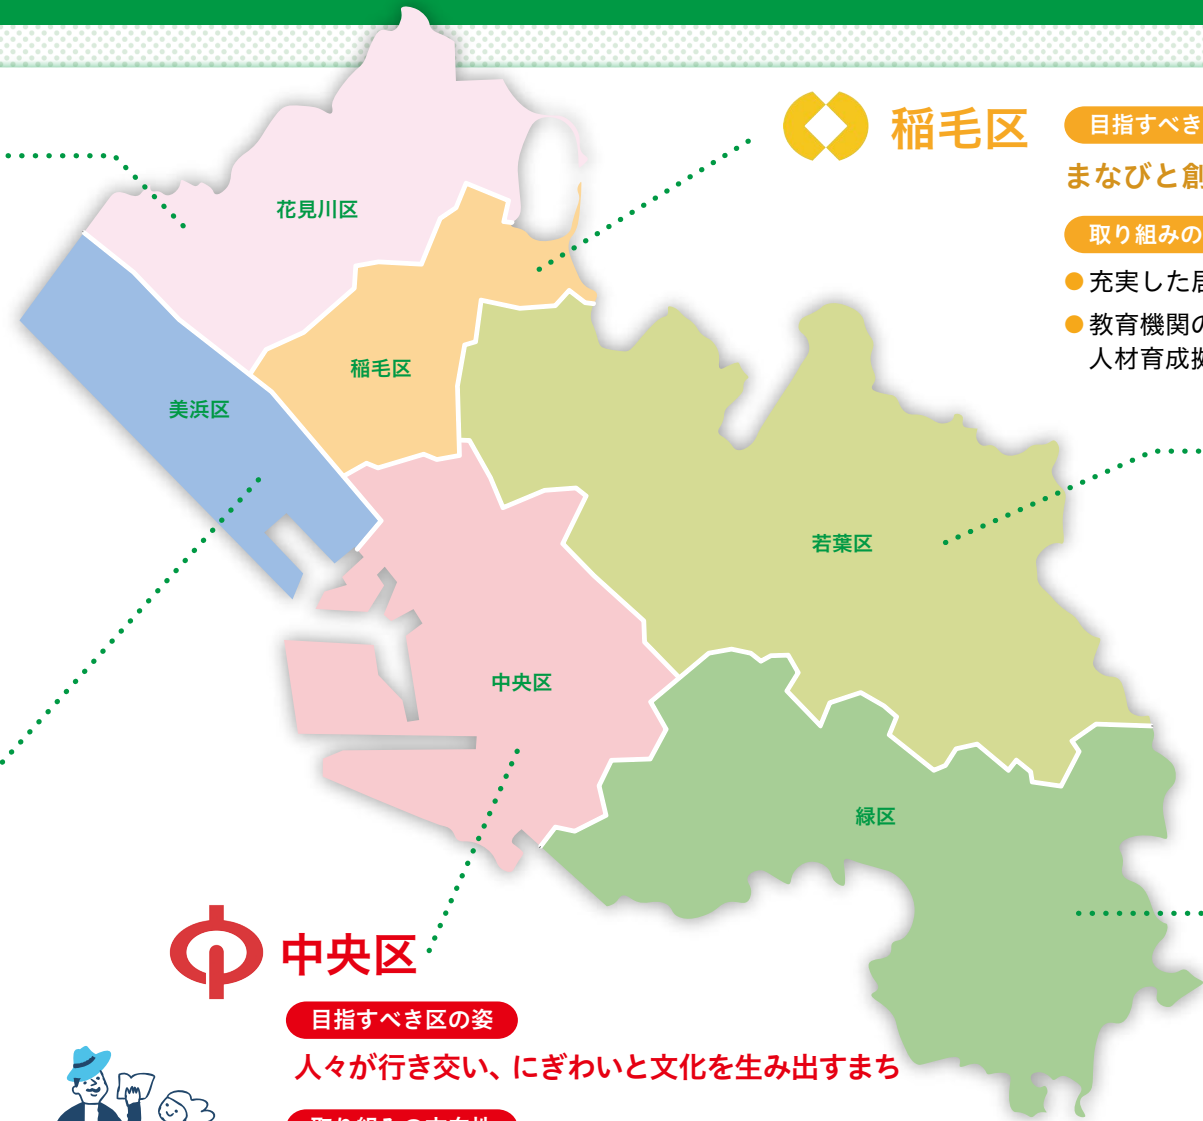 花見川区
稲毛区
美浜区
若葉区
中央区
緑区
稲毛区
目指すべき
まなびと創
取り組みの
●充実した居
●教育機関の
人材育成拠
中央区
目指すべき区の姿
人々が行き交い、にぎわいと文化を生み出すまち